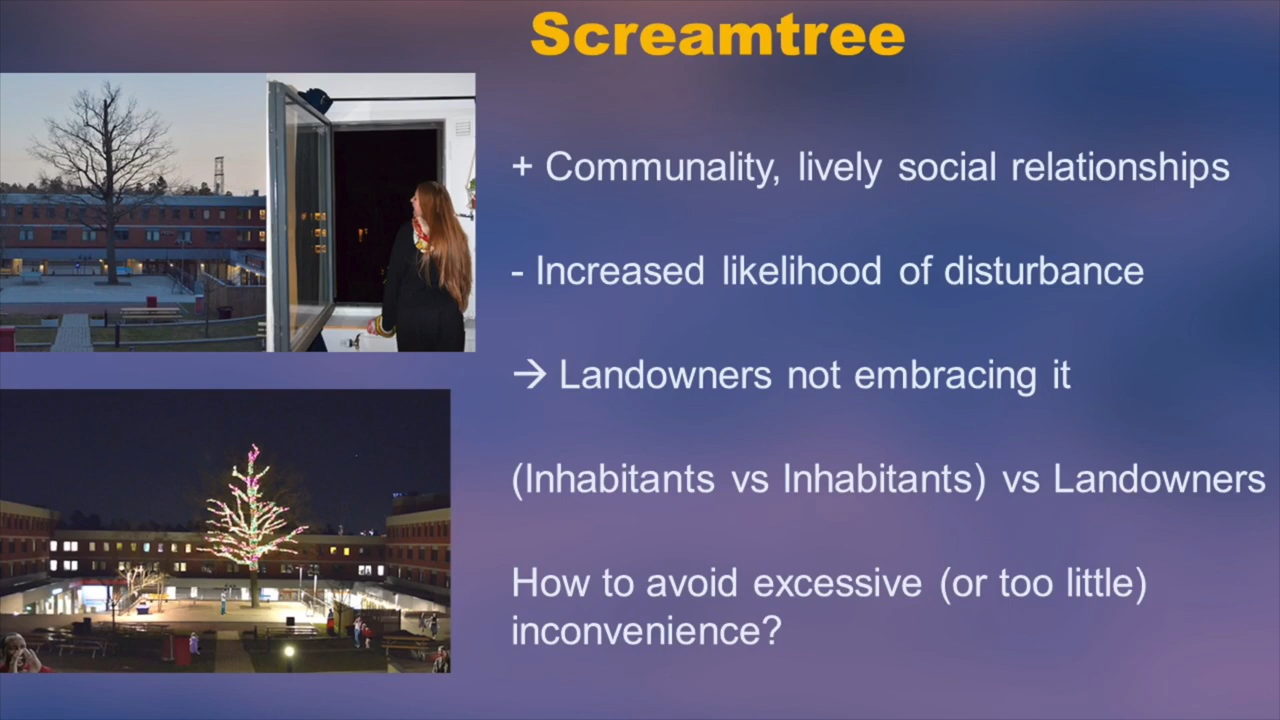 Screamtree
+ Communality, lively social relationships
- Increased likelihood of disturbance
→ Landowners not embracing it
(Inhabitants vs Inhabitants) vs Landowners
How to avoid excessive (or too little)
inconvenience?